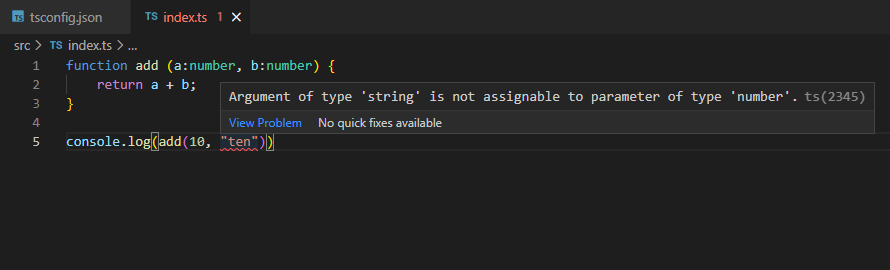 tsconfig.json TS index.ts 1 ×
src > TS index.ts > ...
1 function add (a:number, b:number) {
2 return a + b;
3 }
4
5 console.log(add(10, "ten"))
Argument of type 'string' is not assignable to parameter of type 'number'. ts(2345)
View Problem No quick fixes available